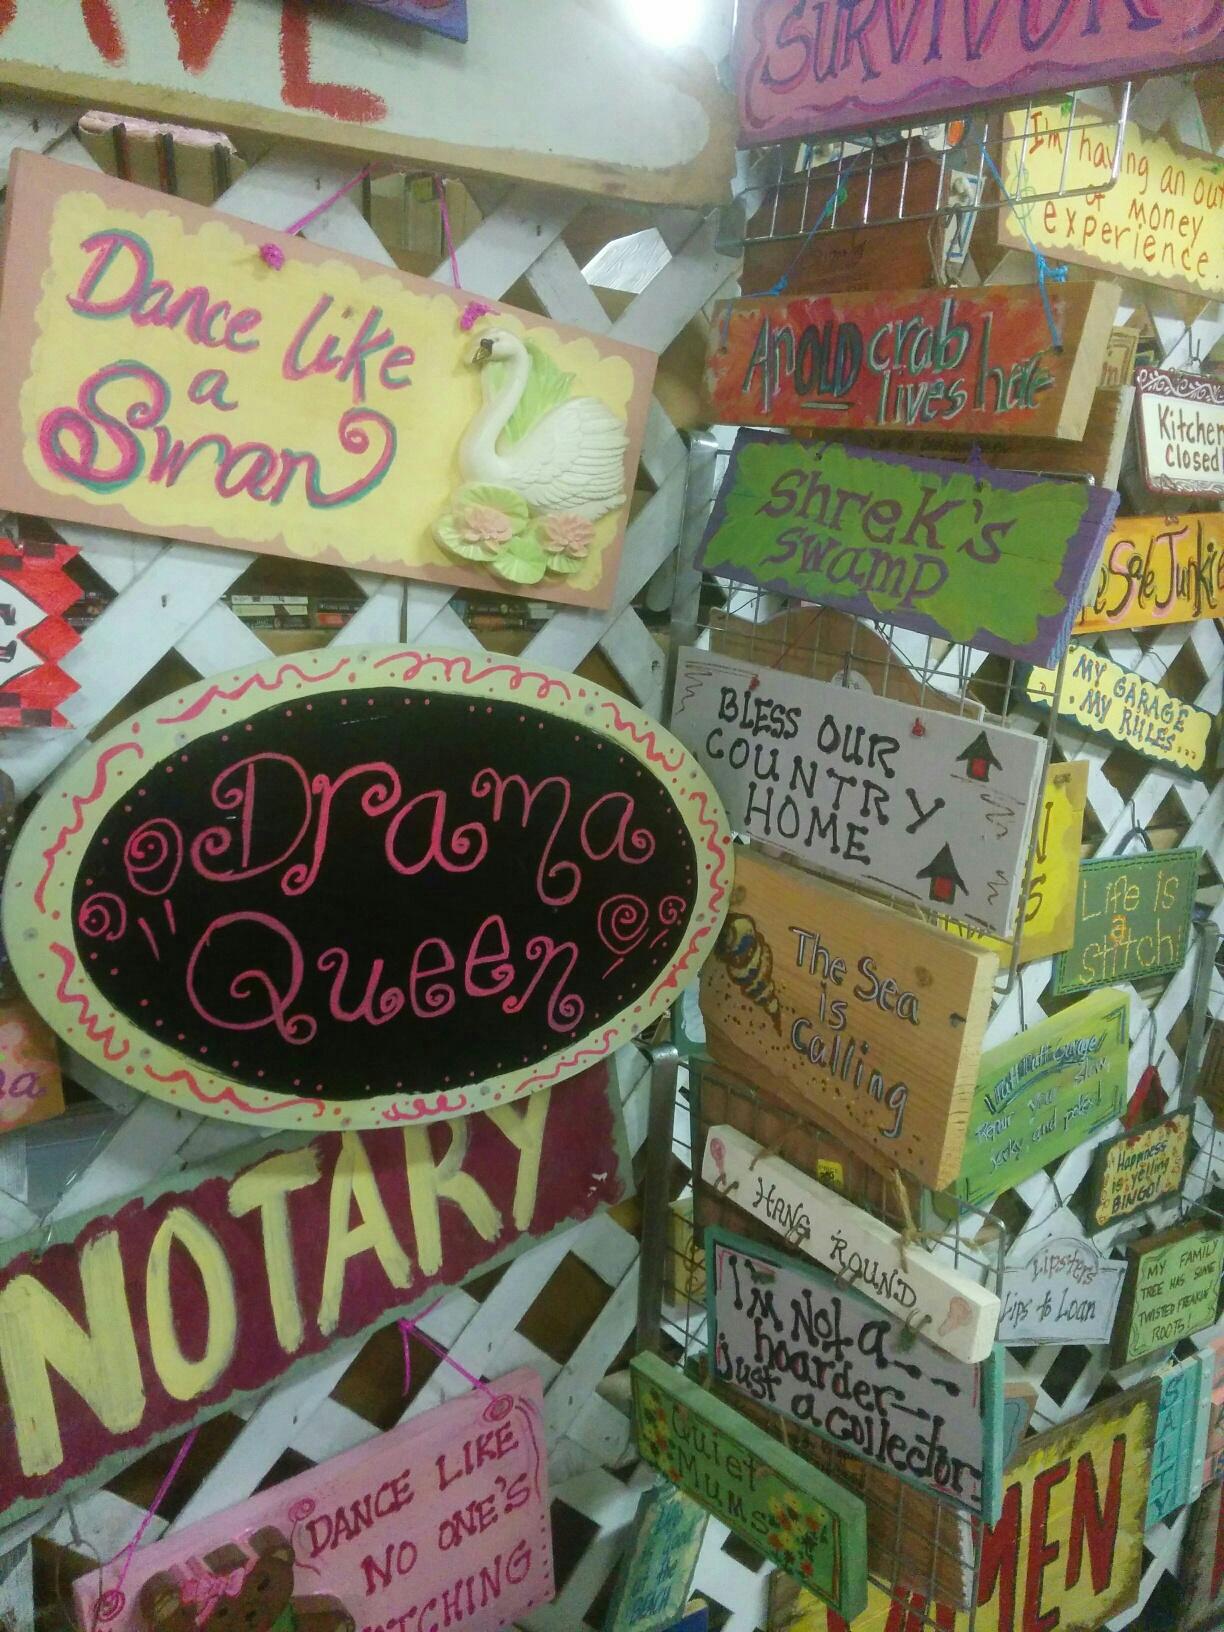 SURVIVOR
I'm having an out
of money
experience.
Dance like
a
Swan
An OLD crab
lives here
Kitchen
Closed!
Shrek's
swamp
Sale Junkie
MY GARAGE
MY RULES...
BLESS OUR
COUNTRY
HOME
Drama
Queen
Life is
a
stitch!
The Sea
is
Calling
NOTARY
Happiness
is yelling
BINGO!
HANG ROUND
Lipsters
Lips to Loan
MY FAMILY
TREE HAS SOME
TWISTED FREAKIN'
ROOTS!
I'm Not a
hoarder
Just a collector
Quiet
Mums
SALTY
DANCE LIKE
NO ONE'S
MEN